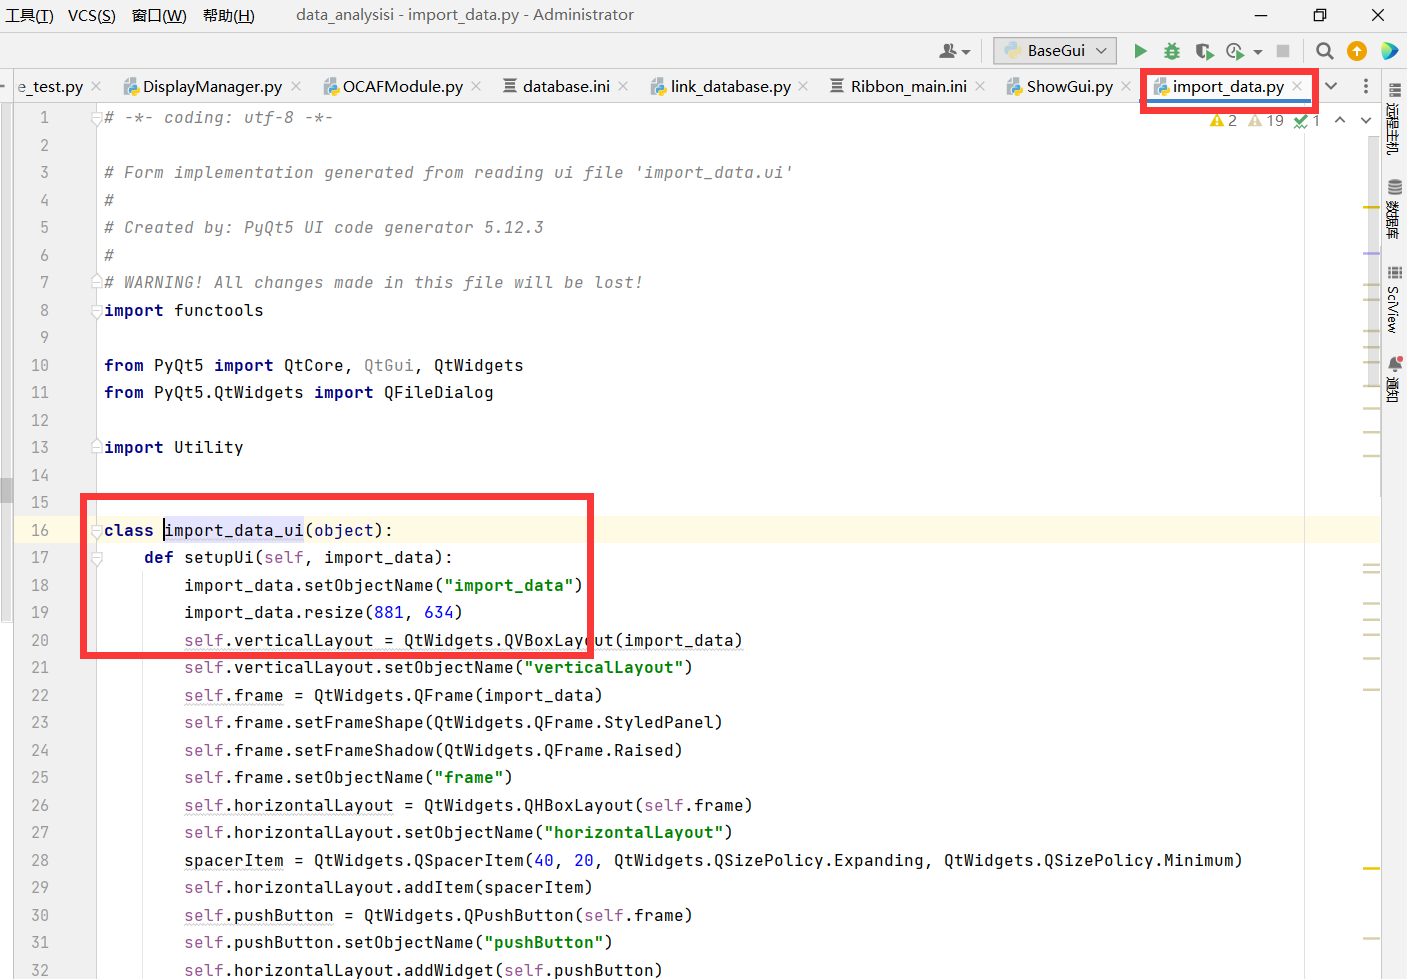 工具(T) VCS(S) 窗口(W) 帮助(H) data_analysisi - import_data.py - Administrator
BaseGui
e_test.py DisplayManager.py OCAFModule.py database.ini link_database.py Ribbon_main.ini ShowGui.py import_data.py
2 19 1
1 # -*- coding: utf-8 -*-
2
3 # Form implementation generated from reading ui file 'import_data.ui'
4 #
5 # Created by: PyQt5 UI code generator 5.12.3
6 #
7 # WARNING! All changes made in this file will be lost!
8 import functools
9
10 from PyQt5 import QtCore, QtGui, QtWidgets
11 from PyQt5.QtWidgets import QFileDialog
12
13 import Utility
14
15
16 class import_data_ui(object):
17 def setupUi(self, import_data):
18 import_data.setObjectName("import_data")
19 import_data.resize(881, 634)
20 self.verticalLayout = QtWidgets.QVBoxLayout(import_data)
21 self.verticalLayout.setObjectName("verticalLayout")
22 self.frame = QtWidgets.QFrame(import_data)
23 self.frame.setFrameShape(QtWidgets.QFrame.StyledPanel)
24 self.frame.setFrameShadow(QtWidgets.QFrame.Raised)
25 self.frame.setObjectName("frame")
26 self.horizontalLayout = QtWidgets.QHBoxLayout(self.frame)
27 self.horizontalLayout.setObjectName("horizontalLayout")
28 spacerItem = QtWidgets.QSpacerItem(40, 20, QtWidgets.QSizePolicy.Expanding, QtWidgets.QSizePolicy.Minimum)
29 self.horizontalLayout.addItem(spacerItem)
30 self.pushButton = QtWidgets.QPushButton(self.frame)
31 self.pushButton.setObjectName("pushButton")
32 self.horizontalLayout.addWidget(self.pushButton)
远程主机
数据库
SciView
通知